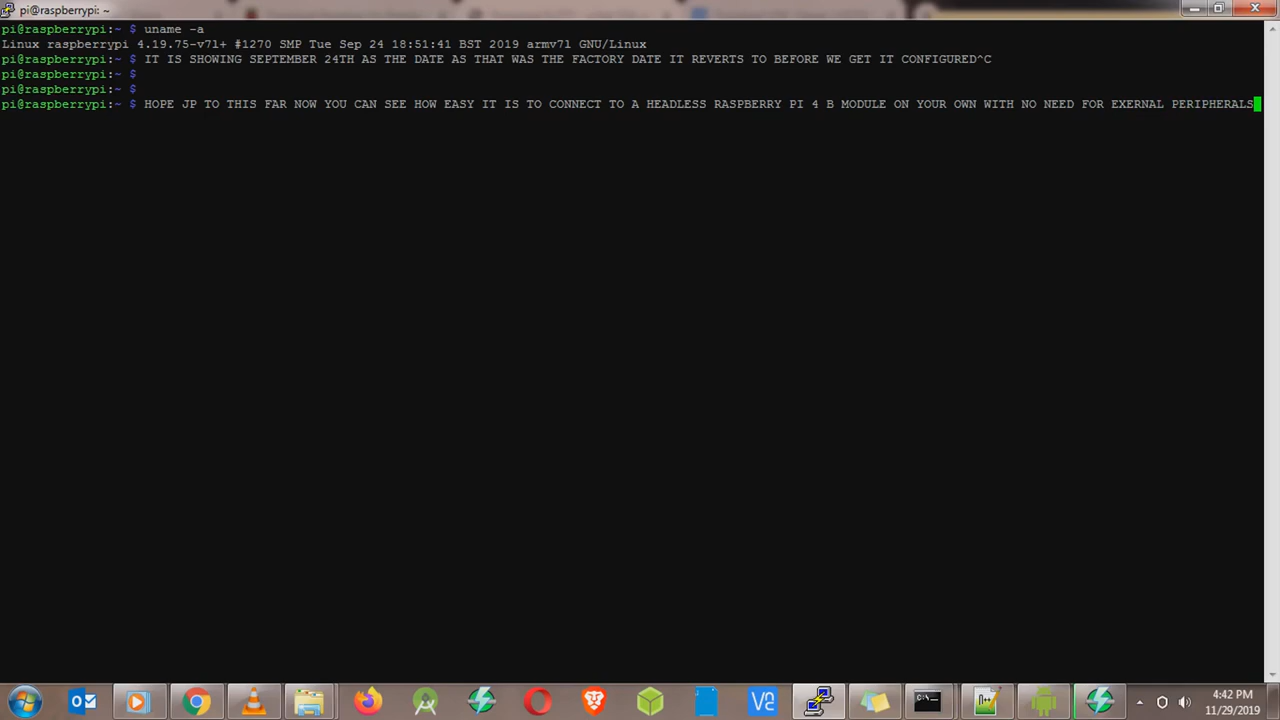 pi@raspberrypi: ~
pi@raspberrypi:~ $ uname -a
Linux raspberrypi 4.19.75-v7l+ #1270 SMP Tue Sep 24 18:51:41 BST 2019 armv7l GNU/Linux
pi@raspberrypi:~ $ IT IS SHOWING SEPTEMBER 24TH AS THE DATE AS THAT WAS THE FACTORY DATE IT REVERTS TO BEFORE WE GET IT CONFIGURED^C
pi@raspberrypi:~ $
pi@raspberrypi:~ $
pi@raspberrypi:~ $ HOPE JP TO THIS FAR NOW YOU CAN SEE HOW EASY IT IS TO CONNECT TO A HEADLESS RASPBERRY PI 4 B MODULE ON YOUR OWN WITH NO NEED FOR EXERNAL PERIPHERALS
4:42 PM
11/29/2019